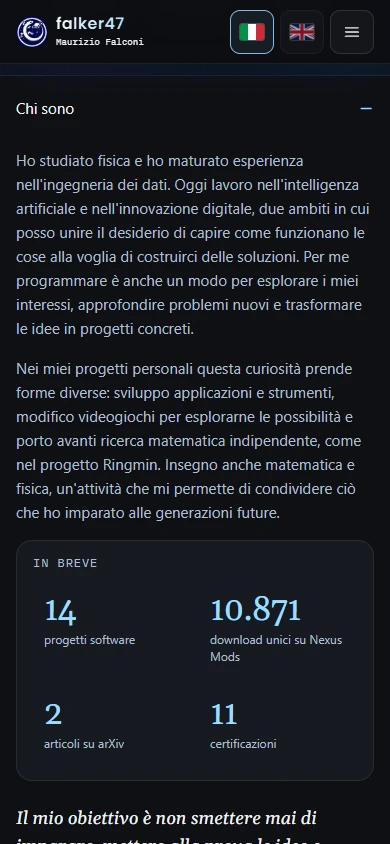 falker47
Maurizio Falconi
Chi sono
Ho studiato fisica e ho maturato esperienza
nell'ingegneria dei dati. Oggi lavoro nell'intelligenza
artificiale e nell'innovazione digitale, due ambiti in cui
posso unire il desiderio di capire come funzionano le
cose alla voglia di costruirci delle soluzioni. Per me
programmare è anche un modo per esplorare i miei
interessi, approfondire problemi nuovi e trasformare
le idee in progetti concreti.
Nei miei progetti personali questa curiosità prende
forme diverse: sviluppo applicazioni e strumenti,
modifico videogiochi per esplorarne le possibilità e
porto avanti ricerca matematica indipendente, come
nel progetto Ringmin. Insegno anche matematica e
fisica, un'attività che mi permette di condividere ciò
che ho imparato alle generazioni future.
IN BREVE
14
progetti software
10.871
download unici su Nexus
Mods
2
articoli su arXiv
11
certificazioni
Il mio obiettivo è non smettere mai di
imparare, mettere alla prova le idee e